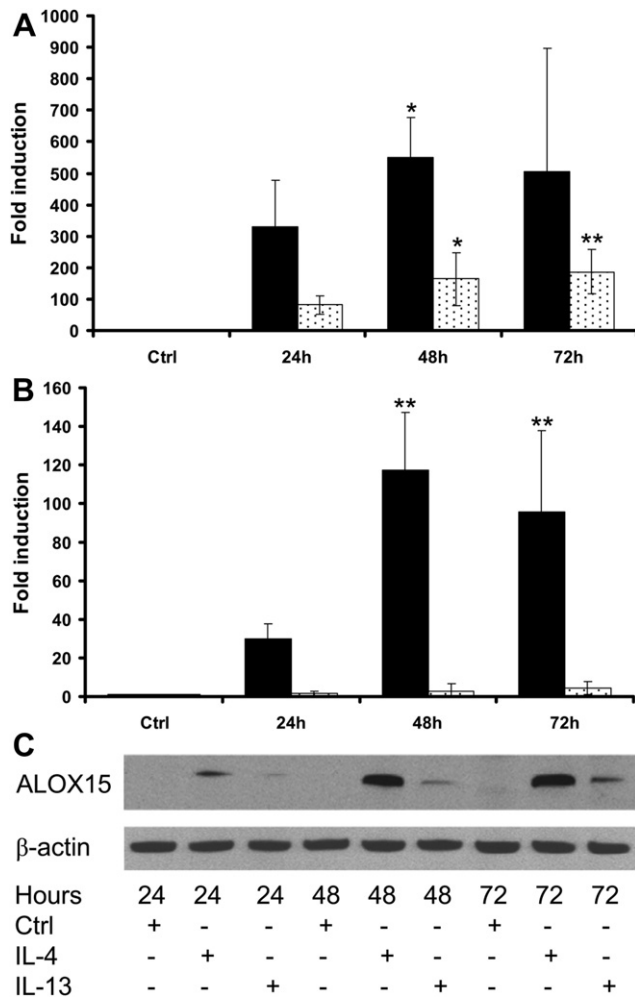 A
Fold induction
1000
900
800
700
600
500
400
300
200
100
0
*
*
**
Ctrl 24h 48h 72h
B
Fold induction
160
140
120
100
80
60
40
20
0
**
**
Ctrl 24h 48h 72h
C
ALOX15
β-actin
Hours 24 24 24 48 48 48 72 72 72
Ctrl + - - + - - + - -
IL-4 - + - - + - - + -
IL-13 - - + - - + - - +